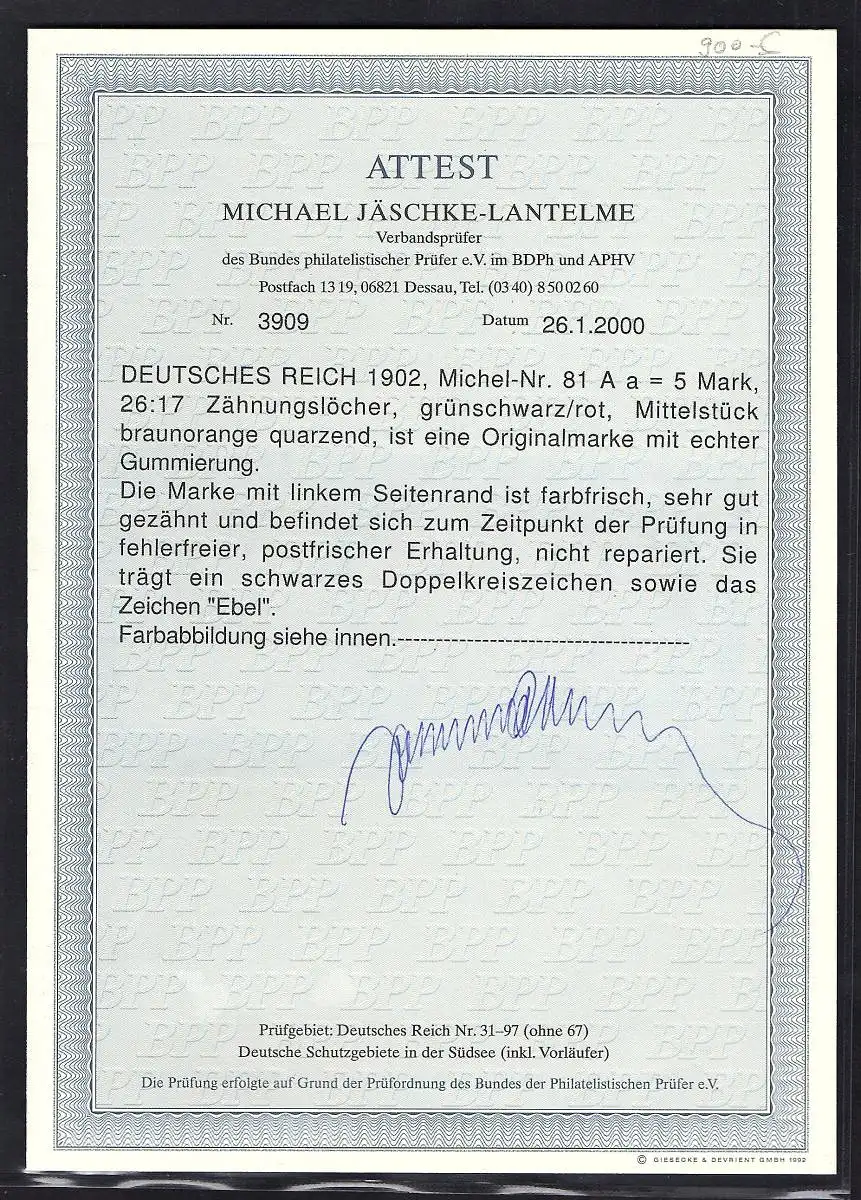 900-
ATTEST
MICHAEL JÄSCHKE-LANTELME
Verbandsprüfer
des Bundes philatelistischer Prüfer e.V. im BDPh und APHV
Postfach 13 19, 06821 Dessau, Tel. (03 40) 8 50 02 60
Nr. 3909 Datum 26.1.2000
DEUTSCHES REICH 1902, Michel-Nr. 81 A a = 5 Mark,
26:17 Zähnungslöcher, grünschwarz/rot, Mittelstück
braunorange quarzend, ist eine Originalmarke mit echter
Gummierung.
Die Marke mit linkem Seitenrand ist farbfrisch, sehr gut
gezähnt und befindet sich zum Zeitpunkt der Prüfung in
fehlerfreier, postfrischer Erhaltung, nicht repariert. Sie
trägt ein schwarzes Doppelkreiszeichen sowie das
Zeichen "Ebel".
Farbabbildung siehe innen.--------------------------------------
Prüfgebiet: Deutsches Reich Nr. 31–97 (ohne 67)
Deutsche Schutzgebiete in der Südsee (inkl. Vorläufer)
Die Prüfung erfolgte auf Grund der Prüfordnung des Bundes der Philatelistischen Prüfer e.V.
© GIESECKE & DEVRIENT GMBH 1992